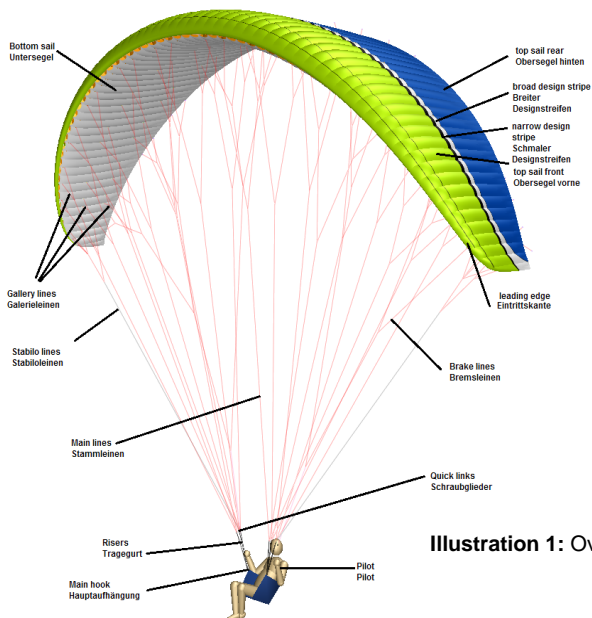 Bottom sail
Untersegel
top sail rear
Obersegel hinten
broad design stripe
Breiter
Designstreifen
narrow design
stripe
Schmaler
Designstreifen
top sail front
Obersegel vorne
Gallery lines
Galerieleinen
leading edge
Eintrittskante
Stabilo lines
Stabiloleinen
Brake lines
Bremsleinen
Main lines
Stammleinen
Quick links
Schraubglieder
Risers
Tragegurt
Illustration 1: Ov
Main hook
Hauptaufhängung
Pilot
Pilot